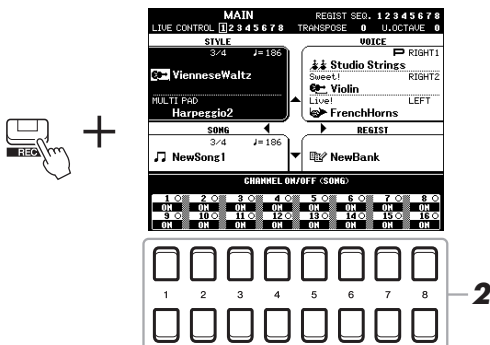 MAIN
REGIST SEQ. 1 2 3 4 5 6 7 8
LIVE CONTROL 1 2 3 4 5 6 7 8 TRANSPOSE 0 U.OCTAVE 0
STYLE
3/4 ♩=186
VienneseWaltz
MULTI PAD
Harpeggio2
VOICE
RIGHT1
Studio Strings
Sweet! RIGHT2
Violin
Live! LEFT
FrenchHorns
SONG
3/4 ♩=186
NewSong1
REGIST
NewBank
CHANNEL ON/OFF (SONG)
1 2 3 4 5 6 7 8
ON ON ON ON ON ON ON ON
9 10 11 12 13 14 15 16
ON ON ON ON ON ON ON ON
REC
+
1 2 3 4 5 6 7 8
2